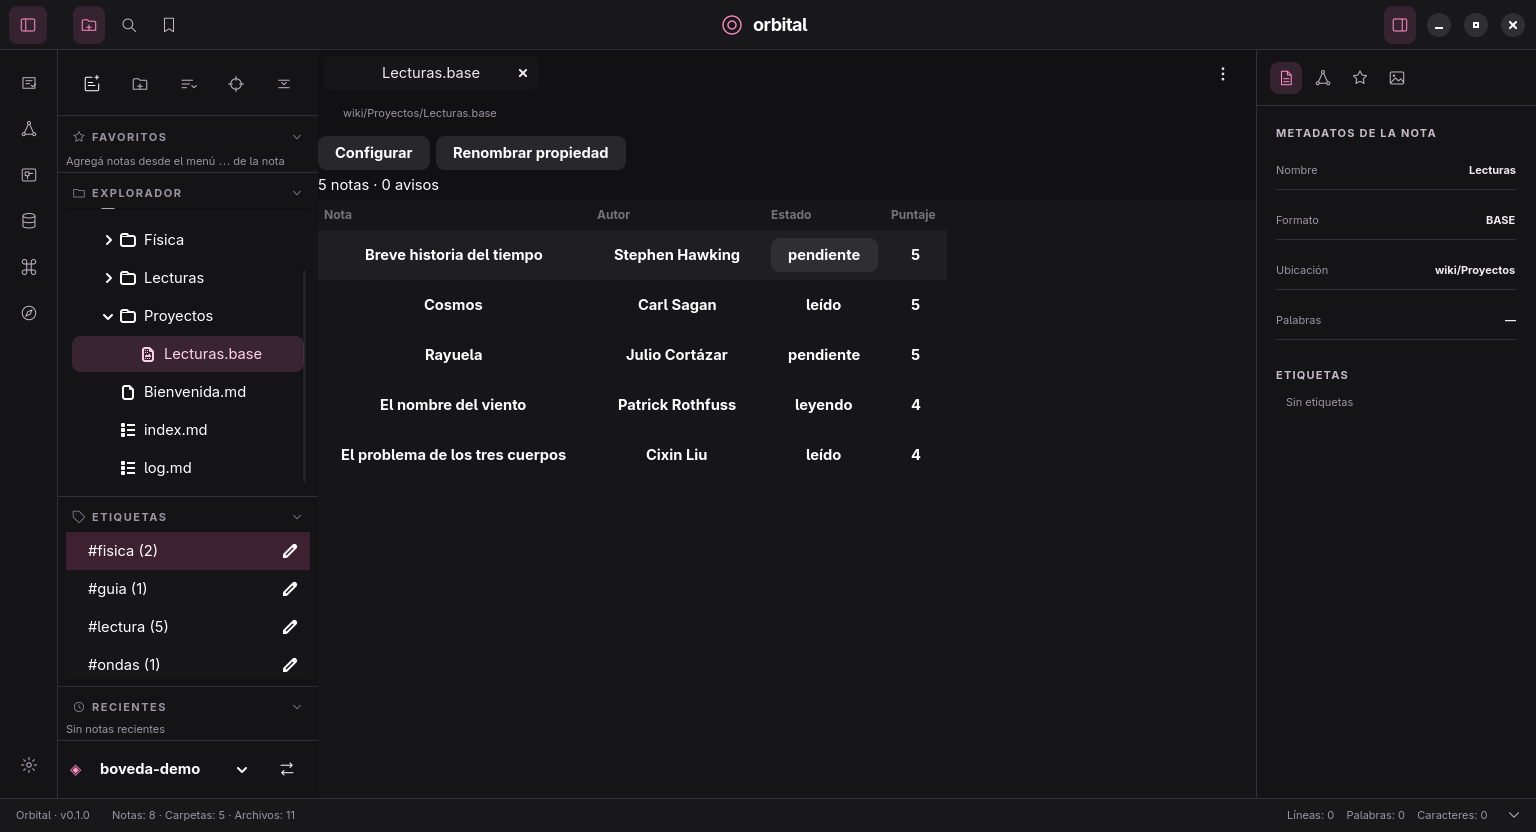 orbital
Lecturas.base
wiki/Proyectos/Lecturas.base
Configurar
Renombrar propiedad
5 notas · 0 avisos
Nota Autor Estado Puntaje
Breve historia del tiempo Stephen Hawking pendiente 5
Cosmos Carl Sagan leído 5
Rayuela Julio Cortázar pendiente 5
El nombre del viento Patrick Rothfuss leyendo 4
El problema de los tres cuerpos Cixin Liu leído 4
FAVORITOS
Agregá notas desde el menú … de la nota
EXPLORADOR
Física
Lecturas
Proyectos
Lecturas.base
Bienvenida.md
index.md
log.md
ETIQUETAS
#fisica (2)
#guia (1)
#lectura (5)
#ondas (1)
RECIENTES
Sin notas recientes
boveda-demo
METADATOS DE LA NOTA
Nombre Lecturas
Formato BASE
Ubicación wiki/Proyectos
Palabras —
ETIQUETAS
Sin etiquetas
Orbital · v0.1.0 Notas: 8 · Carpetas: 5 · Archivos: 11
Líneas: 0 Palabras: 0 Caracteres: 0